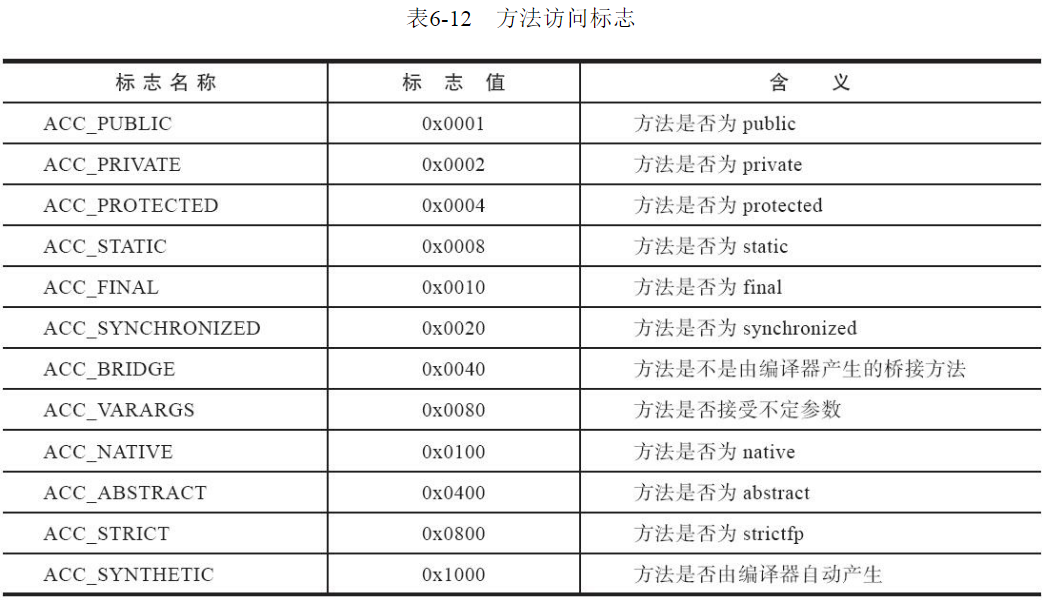 表6-12 方法访问标志
标志名称 标志值 含义
ACC_PUBLIC 0x0001 方法是否为 public
ACC_PRIVATE 0x0002 方法是否为 private
ACC_PROTECTED 0x0004 方法是否为 protected
ACC_STATIC 0x0008 方法是否为 static
ACC_FINAL 0x0010 方法是否为 final
ACC_SYNCHRONIZED 0x0020 方法是否为 synchronized
ACC_BRIDGE 0x0040 方法是不是由编译器产生的桥接方法
ACC_VARARGS 0x0080 方法是否接受不定参数
ACC_NATIVE 0x0100 方法是否为 native
ACC_ABSTRACT 0x0400 方法是否为 abstract
ACC_STRICT 0x0800 方法是否为 strictfp
ACC_SYNTHETIC 0x1000 方法是否由编译器自动产生